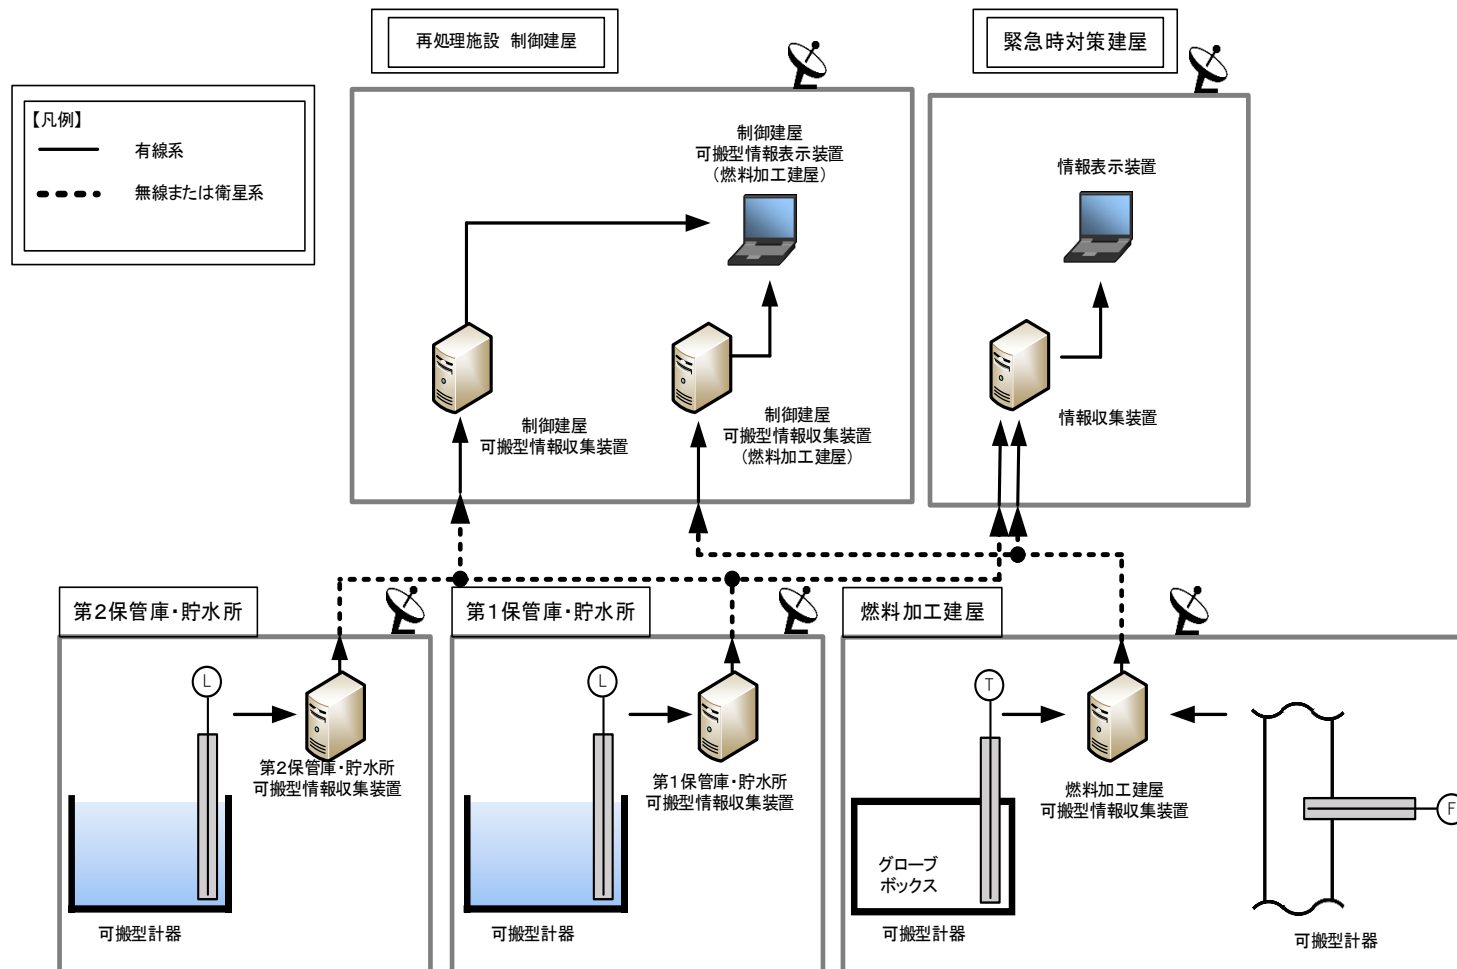 再処理施設 制御建屋
緊急時対策建屋
【凡例】
有線系
無線または衛星系
制御建屋
可搬型情報表示装置
(燃料加工建屋)
情報表示装置
制御建屋
可搬型情報収集装置
制御建屋
可搬型情報収集装置
(燃料加工建屋)
情報収集装置
第2保管庫・貯水所
第1保管庫・貯水所
燃料加工建屋
L
L
T
第2保管庫・貯水所
可搬型情報収集装置
第1保管庫・貯水所
可搬型情報収集装置
燃料加工建屋
可搬型情報収集装置
F
グローブ
ボックス
可搬型計器
可搬型計器
可搬型計器
可搬型計器